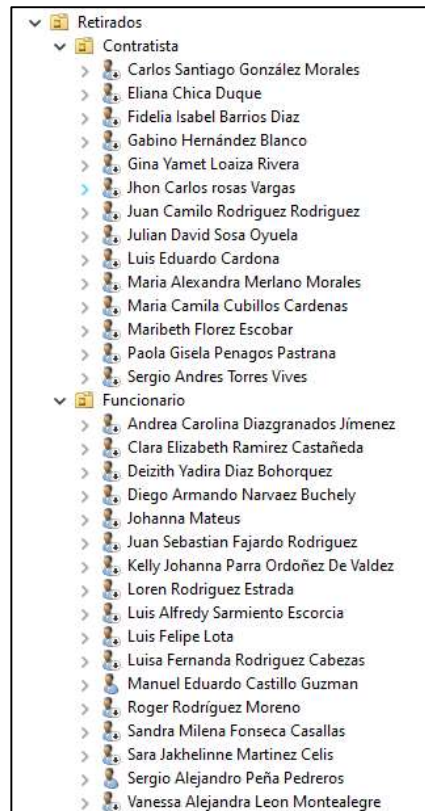 Retirados
Contratista
Carlos Santiago González Morales
Eliana Chica Duque
Fidelia Isabel Barrios Diaz
Gabino Hernández Blanco
Gina Yamet Loaiza Rivera
Jhon Carlos rosas Vargas
Juan Camilo Rodriguez Rodriguez
Julian David Sosa Oyuela
Luis Eduardo Cardona
Maria Alexandra Merlano Morales
Maria Camila Cubillos Cardenas
Maribeth Florez Escobar
Paola Gisela Penagos Pastrana
Sergio Andres Torres Vives
Funcionario
Andrea Carolina Diazgranados Jímenez
Clara Elizabeth Ramirez Castañeda
Deizith Yadira Diaz Bohorquez
Diego Armando Narvaez Buchely
Johanna Mateus
Juan Sebastian Fajardo Rodriguez
Kelly Johanna Parra Ordoñez De Valdez
Loren Rodriguez Estrada
Luis Alfredy Sarmiento Escorcia
Luis Felipe Lota
Luisa Fernanda Rodriguez Cabezas
Manuel Eduardo Castillo Guzman
Roger Rodríguez Moreno
Sandra Milena Fonseca Casallas
Sara Jakhelinne Martinez Celis
Sergio Alejandro Peña Pedreros
Vanessa Alejandra Leon Montealegre